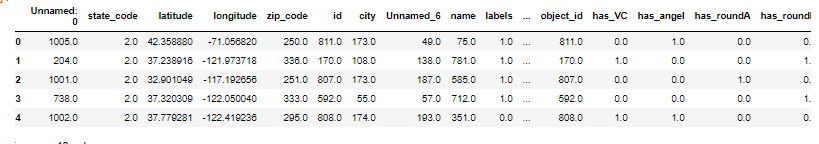 Unnamed: 0 state_code latitude longitude zip_code id city Unnamed_6 name labels ... object_id has_VC has_angel has_roundA
0 1005.0 2.0 42.358880 -71.056820 250.0 811.0 173.0 49.0 75.0 1.0 ... 811.0 0.0 1.0 0.0 0.
1 204.0 2.0 37.238916 -121.973718 336.0 170.0 108.0 138.0 781.0 1.0 ... 170.0 1.0 0.0 0.0 1.
2 1001.0 2.0 32.901049 -117.192656 251.0 807.0 173.0 187.0 585.0 1.0 ... 807.0 0.0 0.0 1.0 0.
3 738.0 2.0 37.320309 -122.050040 333.0 592.0 55.0 57.0 712.0 1.0 ... 592.0 0.0 0.0 0.0 1.
4 1002.0 2.0 37.779281 -122.419236 295.0 808.0 174.0 193.0 351.0 0.0 ... 808.0 1.0 1.0 0.0 0.